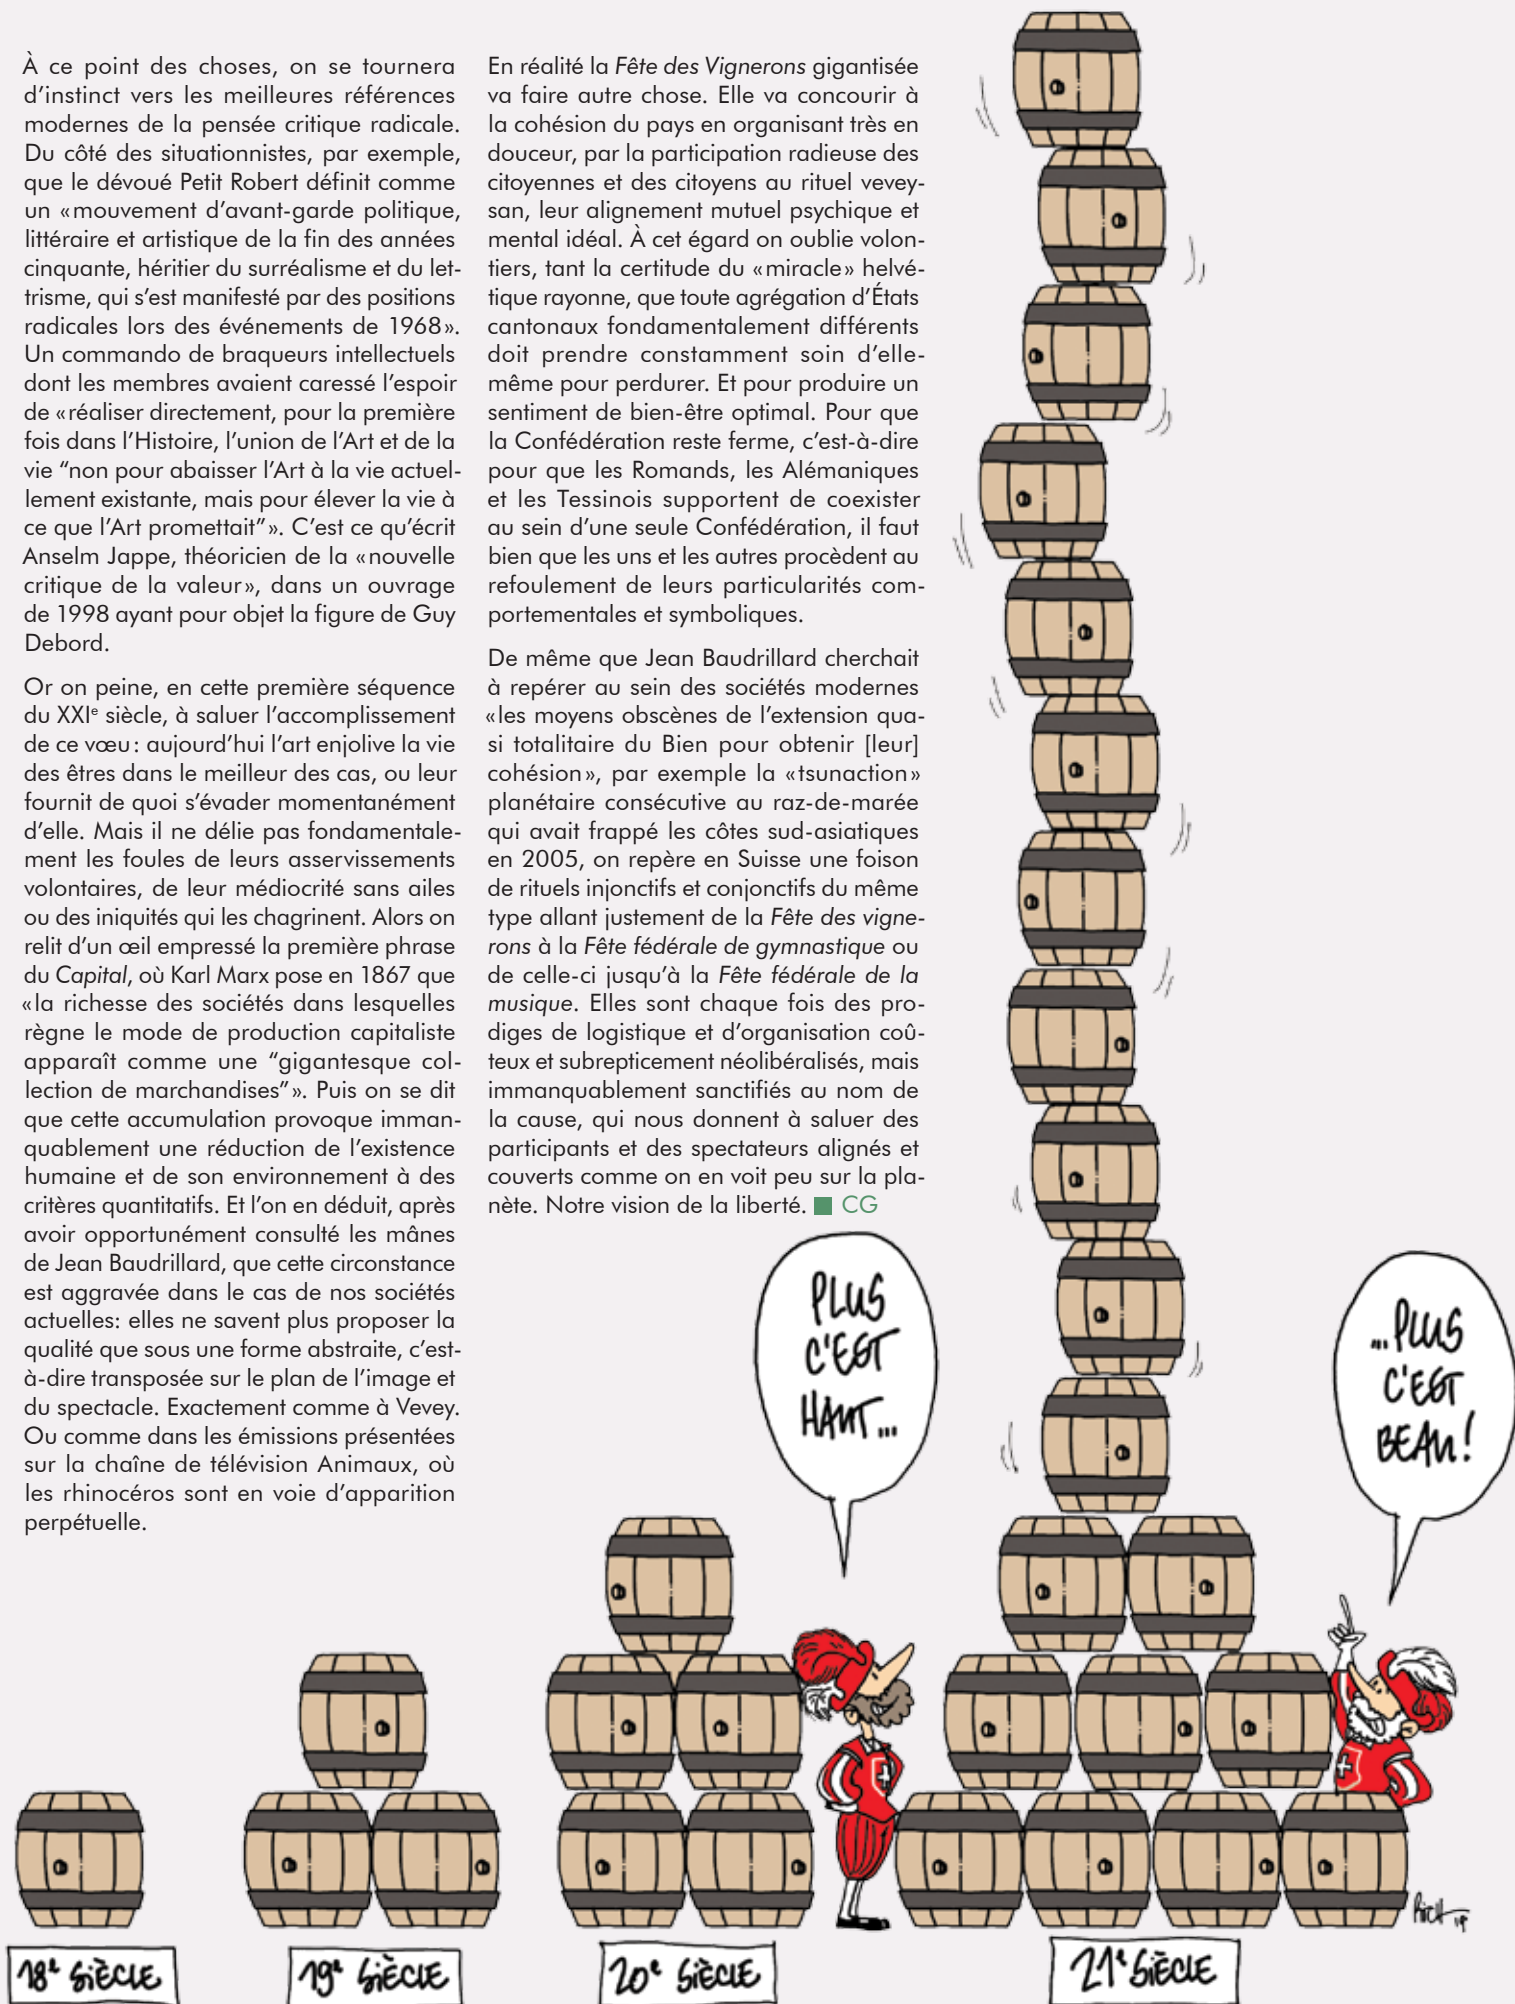 À ce point des choses, on se tournera
d’instinct vers les meilleures références
modernes de la pensée critique radicale.
Du côté des situationnistes, par exemple,
que le dévoué Petit Robert définit comme
un «mouvement d’avant-garde politique,
littéraire et artistique de la fin des années
cinquante, héritier du surréalisme et du let-
trisme, qui s’est manifesté par des positions
radicales lors des événements de 1968».
Un commando de braqueurs intellectuels
dont les membres avaient caressé l’espoir
de «réaliser directement, pour la première
fois dans l’Histoire, l’union de l’Art et de la
vie “non pour abaisser l’Art à la vie actuel-
lement existante, mais pour élever la vie à
ce que l’Art promettait”». C’est ce qu’écrit
Anselm Jappe, théoricien de la «nouvelle
critique de la valeur», dans un ouvrage
de 1998 ayant pour objet la figure de Guy
Debord.
Or on peine, en cette première séquence
du XXIe siècle, à saluer l’accomplissement
de ce vœu: aujourd’hui l’art enjolive la vie
des êtres dans le meilleur des cas, ou leur
fournit de quoi s’évader momentanément
d’elle. Mais il ne délie pas fondamentale-
ment les foules de leurs asservissements
volontaires, de leur médiocrité sans ailes
ou des iniquités qui les chagrinent. Alors on
relit d’un œil empressé la première phrase
du Capital, où Karl Marx pose en 1867 que
«la richesse des sociétés dans lesquelles
règne le mode de production capitaliste
apparaît comme une “gigantesque col-
lection de marchandises”». Puis on se dit
que cette accumulation provoque imman-
quablement une réduction de l’existence
humaine et de son environnement à des
critères quantitatifs. Et l’on en déduit, après
avoir opportunément consulté les mânes
de Jean Baudrillard, que cette circonstance
est aggravée dans le cas de nos sociétés
actuelles: elles ne savent plus proposer la
qualité que sous une forme abstraite, c’est-
à-dire transposée sur le plan de l’image et
du spectacle. Exactement comme à Vevey.
Ou comme dans les émissions présentées
sur la chaîne de télévision Animaux, où
les rhinocéros sont en voie d’apparition
perpétuelle.
En réalité la Fête des Vignerons gigantisée
va faire autre chose. Elle va concourir à
la cohésion du pays en organisant très en
douceur, par la participation radieuse des
citoyennes et des citoyens au rituel vevey-
san, leur alignement mutuel psychique et
mental idéal. À cet égard on oublie volon-
tiers, tant la certitude du «miracle» helvé-
tique rayonne, que toute agrégation d’États
cantonaux fondamentalement différents
doit prendre constamment soin d’elle-
même pour perdurer. Et pour produire un
sentiment de bien-être optimal. Pour que
la Confédération reste ferme, c’est-à-dire
pour que les Romands, les Alémaniques
et les Tessinois supportent de coexister
au sein d’une seule Confédération, il faut
bien que les uns et les autres procèdent au
refoulement de leurs particularités com-
portementales et symboliques.
De même que Jean Baudrillard cherchait
à repérer au sein des sociétés modernes
«les moyens obscènes de l’extension qua-
si totalitaire du Bien pour obtenir [leur]
cohésion», par exemple la «tsunaction»
planétaire consécutive au raz-de-marée
qui avait frappé les côtes sud-asiatiques
en 2005, on repère en Suisse une foison
de rituels injonctifs et conjonctifs du même
type allant justement de la Fête des vigne-
rons à la Fête fédérale de gymnastique ou
de celle-ci jusqu’à la Fête fédérale de la
musique. Elles sont chaque fois des pro-
diges de logistique et d’organisation coû-
teux et subrepticement néolibéralisés, mais
immanquablement sanctifiés au nom de
la cause, qui nous donnent à saluer des
participants et des spectateurs alignés et
couverts comme on en voit peu sur la pla-
nète. Notre vision de la liberté. ■ CG
PLUS
C'EST
HAUT...
...PLUS
C'EST
BEAU!
18e SIÈCLE
19e SIÈCLE
20e SIÈCLE
21e SIÈCLE
Rich 19